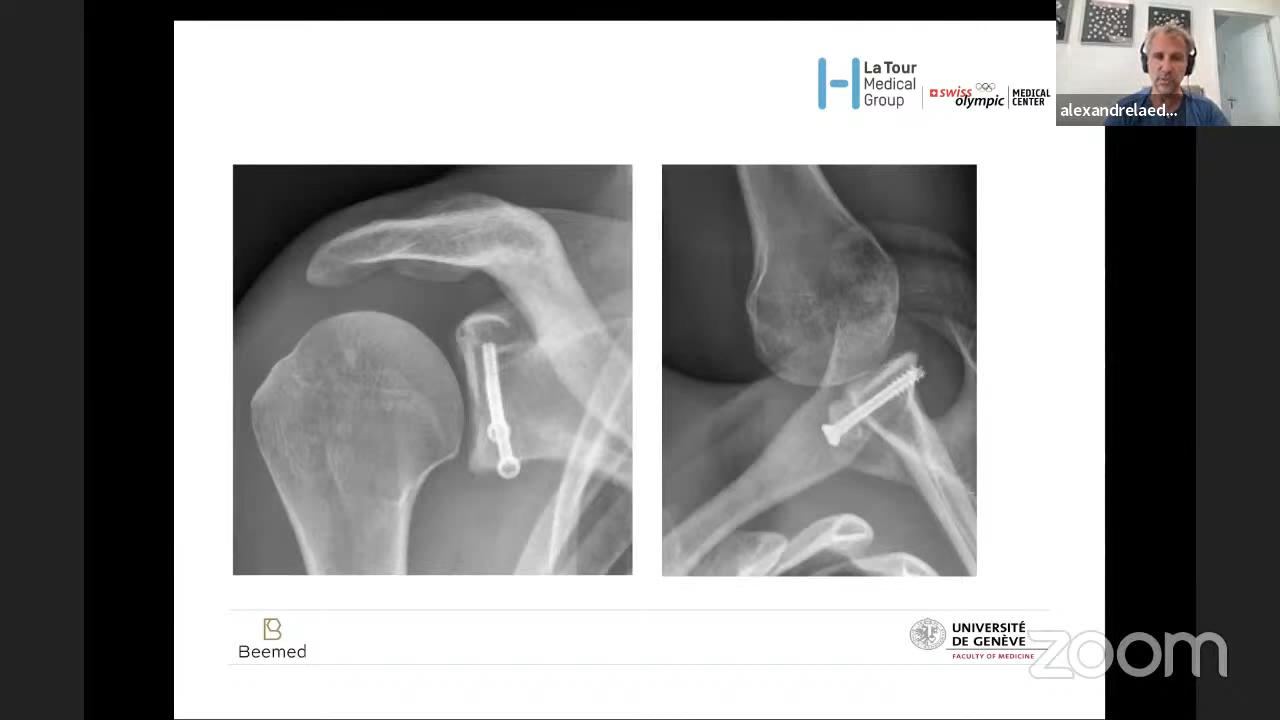 La Tour
Medical
Group
swiss
olympic
MEDICAL
CENTER
alexandrelaed...
Beemed
UNIVERSITÉ
DE GENÈVE
FACULTY OF MEDICINE
zoom